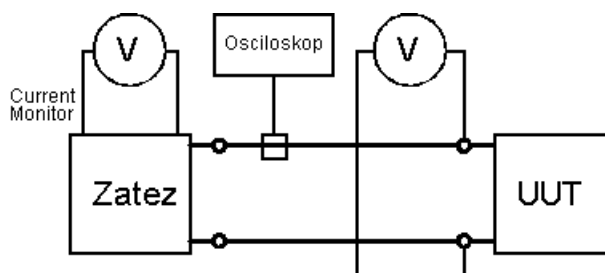 V
Osciloskop
V
Current
Monitor
Zatez
UUT